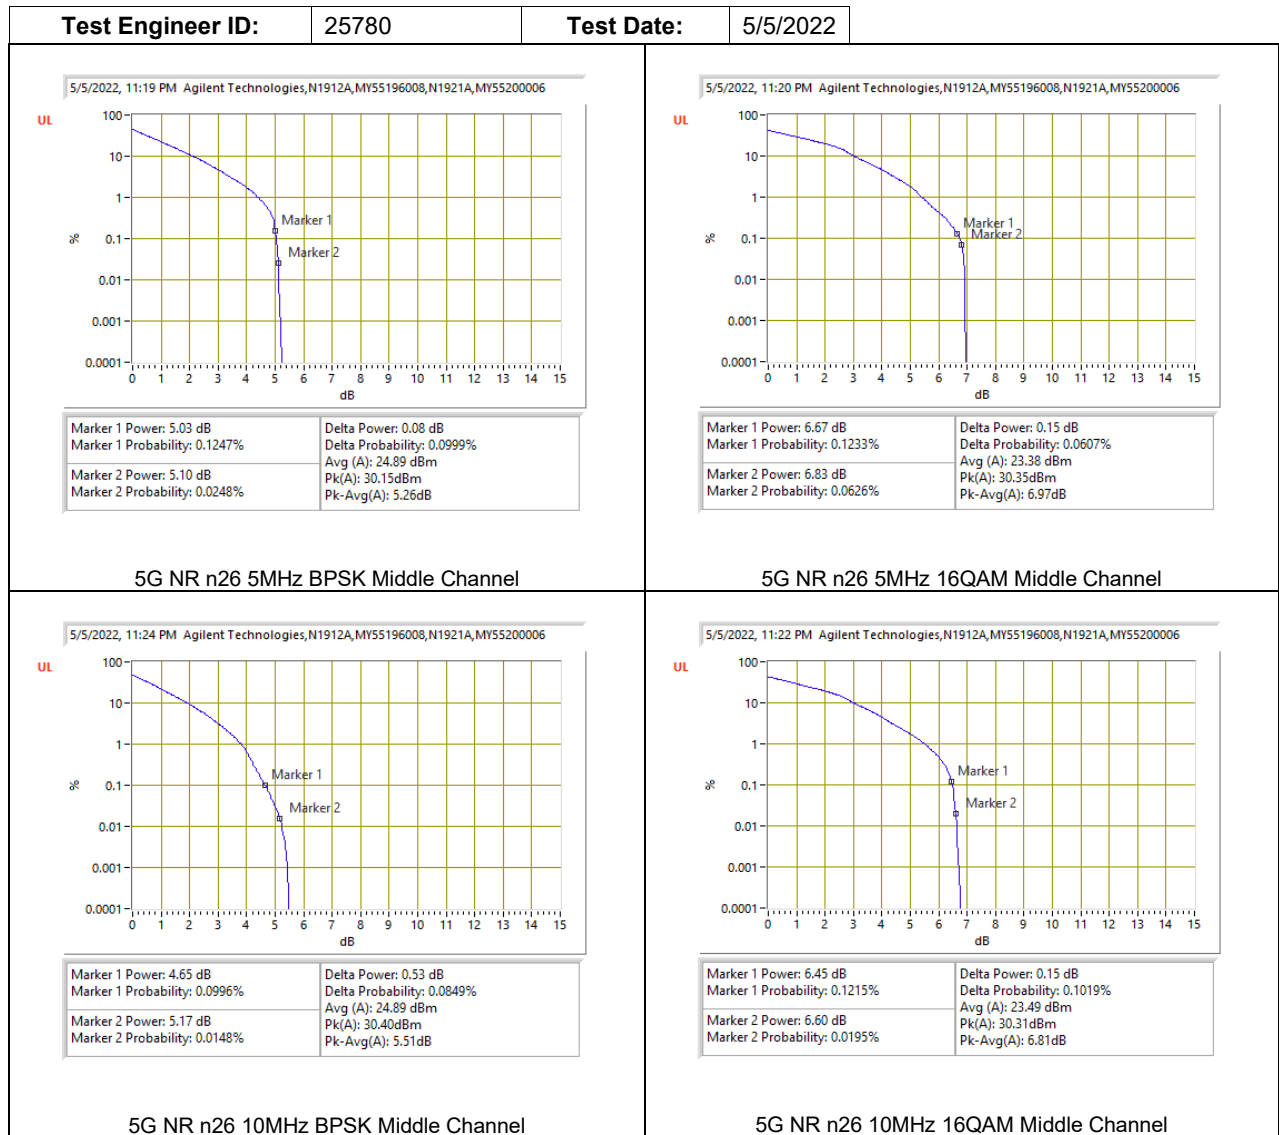 Test Engineer ID: 25780 Test Date: 5/5/2022
5/5/2022, 11:19 PM Agilent Technologies,N1912A,MY55196008,N1921A,MY55200006
UL
100
10
1
0.1
0.01
0.001
0.0001
%
Marker 1
Marker 2
0 1 2 3 4 5 6 7 8 9 10 11 12 13 14 15
dB
Marker 1 Power: 5.03 dB
Marker 1 Probability: 0.1247%
Marker 2 Power: 5.10 dB
Marker 2 Probability: 0.0248%
Delta Power: 0.08 dB
Delta Probability: 0.0999%
Avg (A): 24.89 dBm
Pk(A): 30.15dBm
Pk-Avg(A): 5.26dB
5G NR n26 5MHz BPSK Middle Channel
5/5/2022, 11:20 PM Agilent Technologies,N1912A,MY55196008,N1921A,MY55200006
UL
100
10
1
0.1
0.01
0.001
0.0001
%
Marker 1
Marker 2
0 1 2 3 4 5 6 7 8 9 10 11 12 13 14 15
dB
Marker 1 Power: 6.67 dB
Marker 1 Probability: 0.1233%
Marker 2 Power: 6.83 dB
Marker 2 Probability: 0.0626%
Delta Power: 0.15 dB
Delta Probability: 0.0607%
Avg (A): 23.38 dBm
Pk(A): 30.35dBm
Pk-Avg(A): 6.97dB
5G NR n26 5MHz 16QAM Middle Channel
5/5/2022, 11:24 PM Agilent Technologies,N1912A,MY55196008,N1921A,MY55200006
UL
100
10
1
0.1
0.01
0.001
0.0001
%
Marker 1
Marker 2
0 1 2 3 4 5 6 7 8 9 10 11 12 13 14 15
dB
Marker 1 Power: 4.65 dB
Marker 1 Probability: 0.0996%
Marker 2 Power: 5.17 dB
Marker 2 Probability: 0.0148%
Delta Power: 0.53 dB
Delta Probability: 0.0849%
Avg (A): 24.89 dBm
Pk(A): 30.40dBm
Pk-Avg(A): 5.51dB
5G NR n26 10MHz BPSK Middle Channel
5/5/2022, 11:22 PM Agilent Technologies,N1912A,MY55196008,N1921A,MY55200006
UL
100
10
1
0.1
0.01
0.001
0.0001
%
Marker 1
Marker 2
0 1 2 3 4 5 6 7 8 9 10 11 12 13 14 15
dB
Marker 1 Power: 6.45 dB
Marker 1 Probability: 0.1215%
Marker 2 Power: 6.60 dB
Marker 2 Probability: 0.0195%
Delta Power: 0.15 dB
Delta Probability: 0.1019%
Avg (A): 23.49 dBm
Pk(A): 30.31dBm
Pk-Avg(A): 6.81dB
5G NR n26 10MHz 16QAM Middle Channel